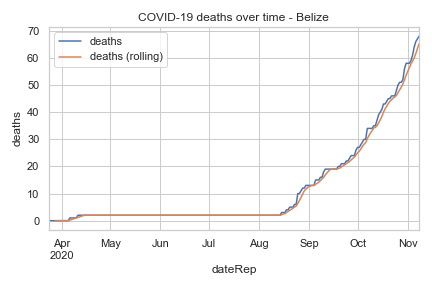 COVID-19 deaths over time - Belize
deaths
deaths (rolling)
deaths
70
60
50
40
30
20
10
0
Apr May Jun Jul Aug Sep Oct Nov
2020
dateRep